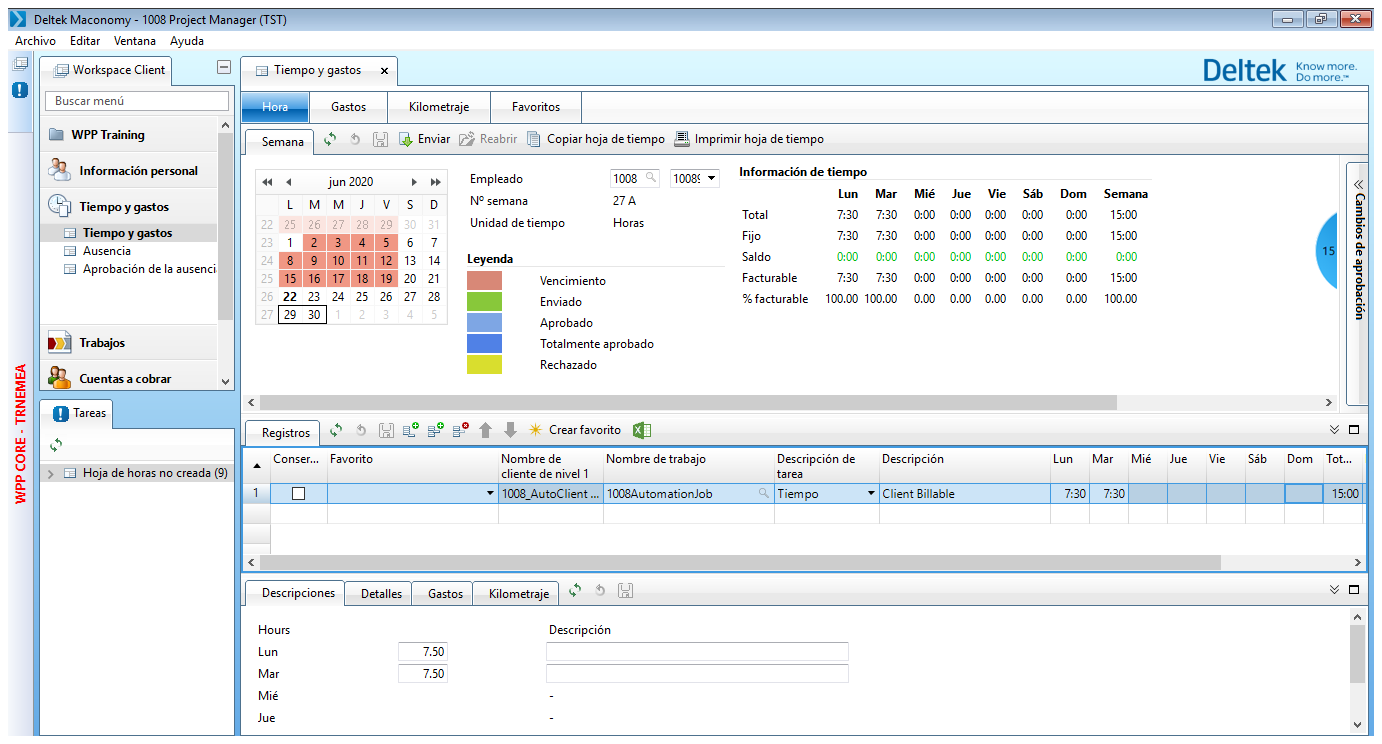 Deltek Maconomy - 1008 Project Manager (TST)
Archivo Editar Ventana Ayuda
Workspace Client
Tiempo y gastos
Deltek Know more. Do more.™
Buscar menú
Hora Gastos Kilometraje Favoritos
WPP Training
Información personal
Tiempo y gastos
Tiempo y gastos
Ausencia
Aprobación de la ausenci
Trabajos
Cuentas a cobrar
Tareas
Hoja de horas no creada (9)
WPP CORE - TRNEMEA
Semana Enviar Reabrir Copiar hoja de tiempo Imprimir hoja de tiempo
jun 2020
L M M J V S D
22 25 26 27 28 29 30 31
23 1 2 3 4 5 6 7
24 8 9 10 11 12 13 14
25 15 16 17 18 19 20 21
26 22 23 24 25 26 27 28
27 29 30 1 2 3 4 5
Empleado 1008
Nº semana 27 A
Unidad de tiempo Horas
Leyenda
Vencimiento
Enviado
Aprobado
Totalmente aprobado
Rechazado
Información de tiempo
Lun Mar Mié Jue Vie Sáb Dom Semana
Total 7:30 7:30 0:00 0:00 0:00 0:00 0:00 15:00
Fijo 7:30 7:30 0:00 0:00 0:00 0:00 0:00 15:00
Saldo 0:00 0:00 0:00 0:00 0:00 0:00 0:00 0:00
Facturable 7:30 7:30 0:00 0:00 0:00 0:00 0:00 15:00
% facturable 100.00 100.00 0.00 0.00 0.00 0.00 0.00 100.00
15
Cambios de aprobación
Registros Crear favorito
Conser... Favorito Nombre de cliente de nivel 1 Nombre de trabajo Descripción de tarea Descripción Lun Mar Mié Jue Vie Sáb Dom Tot...
1 1008_AutoClient ... 1008AutomationJob Tiempo Client Billable 7:30 7:30 15:00
Descripciones Detalles Gastos Kilometraje
Hours Descripción
Lun 7.50
Mar 7.50
Mié -
Jue -